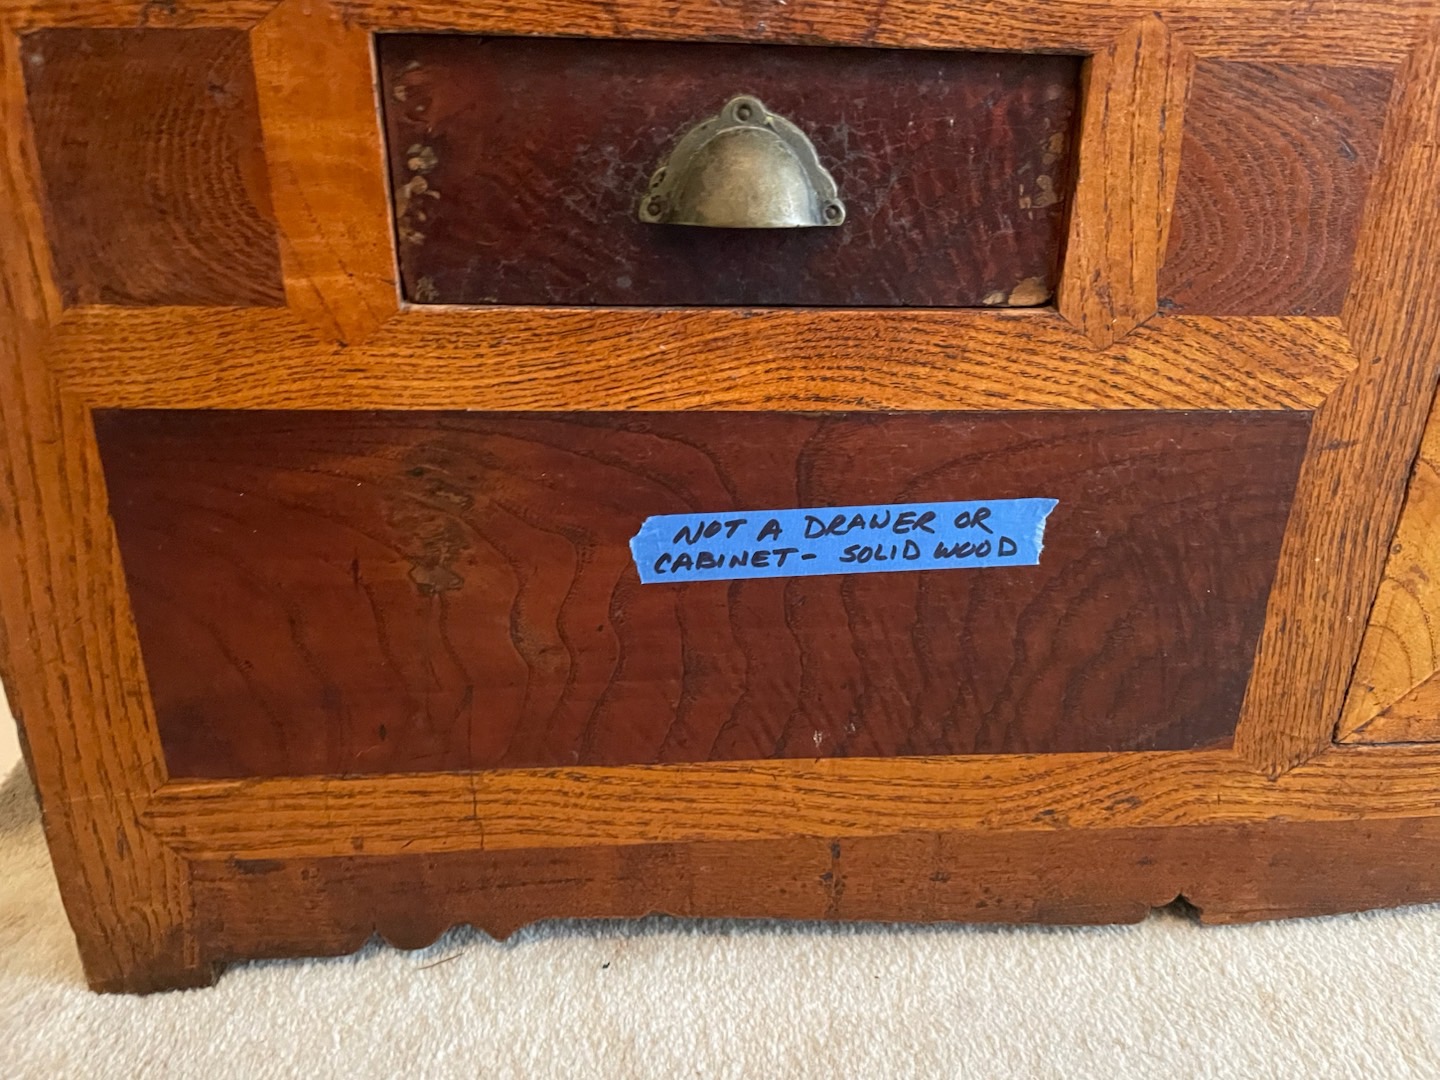 NOT A DRAWER OR
CABINET- SOLID WOOD